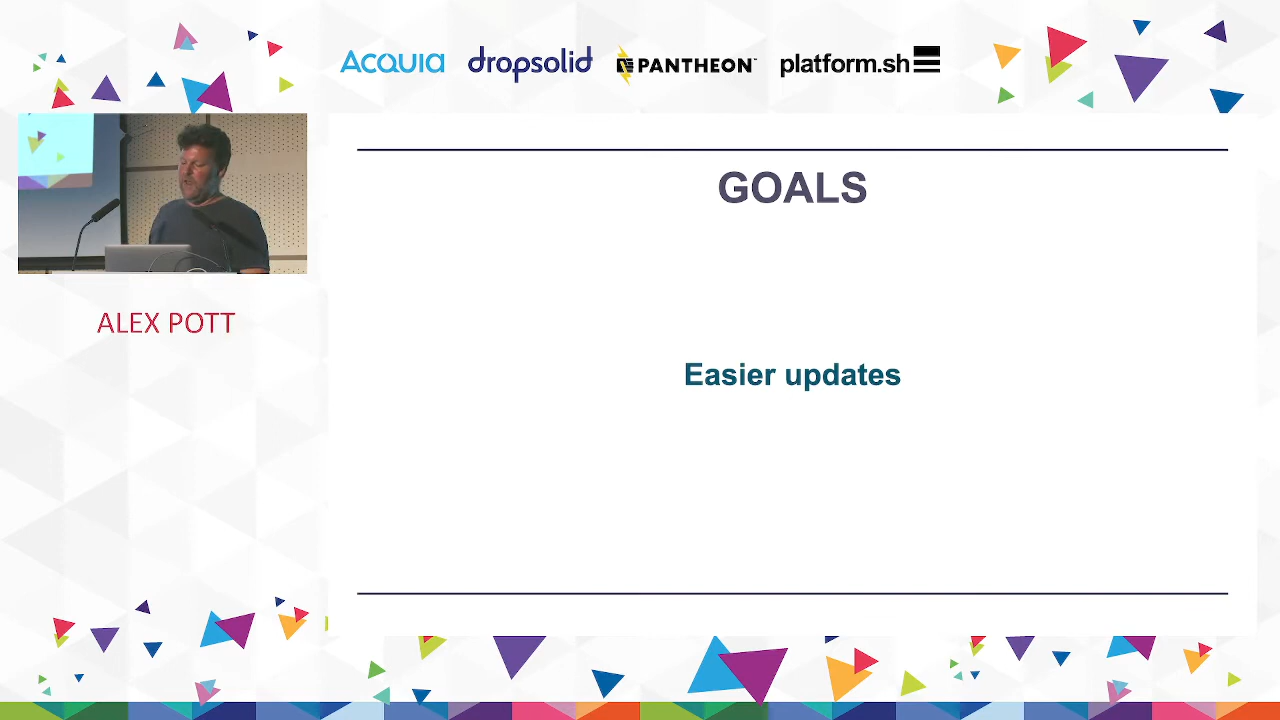 ACQUIA
dropsolid
PANTHEON
platform.sh
GOALS
ALEX POTT
Easier updates